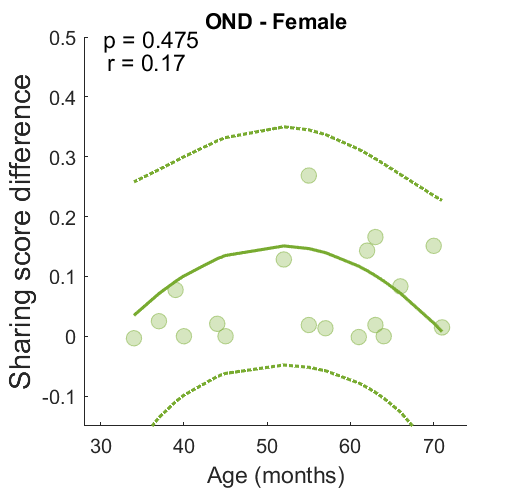 OND - Female
p = 0.475
r = 0.17
Sharing score difference
0.5
0.4
0.3
0.2
0.1
0
-0.1
30 40 50 60 70
Age (months)